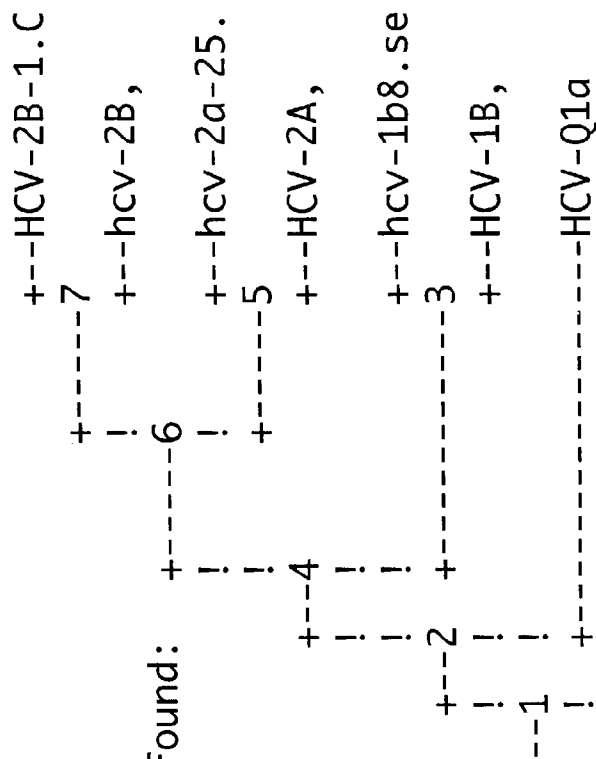 +--HCV-2B-1.C
+------7
! +--hcv-2B,
found: +------6
! ! +--hcv-2a-25.
! +------5
+--4 +--HCV-2A,
! !
! ! +--hcv-1b8.se
+--2 +-----------3
! ! +--HCV-1B,
--1 !
! +-----------------HCV-Q1a